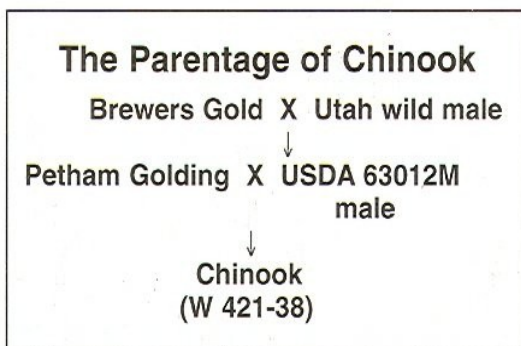 The Parentage of Chinook
Brewers Gold X Utah wild male
Petham Golding X USDA 63012M
male
Chinook
(W 421-38)